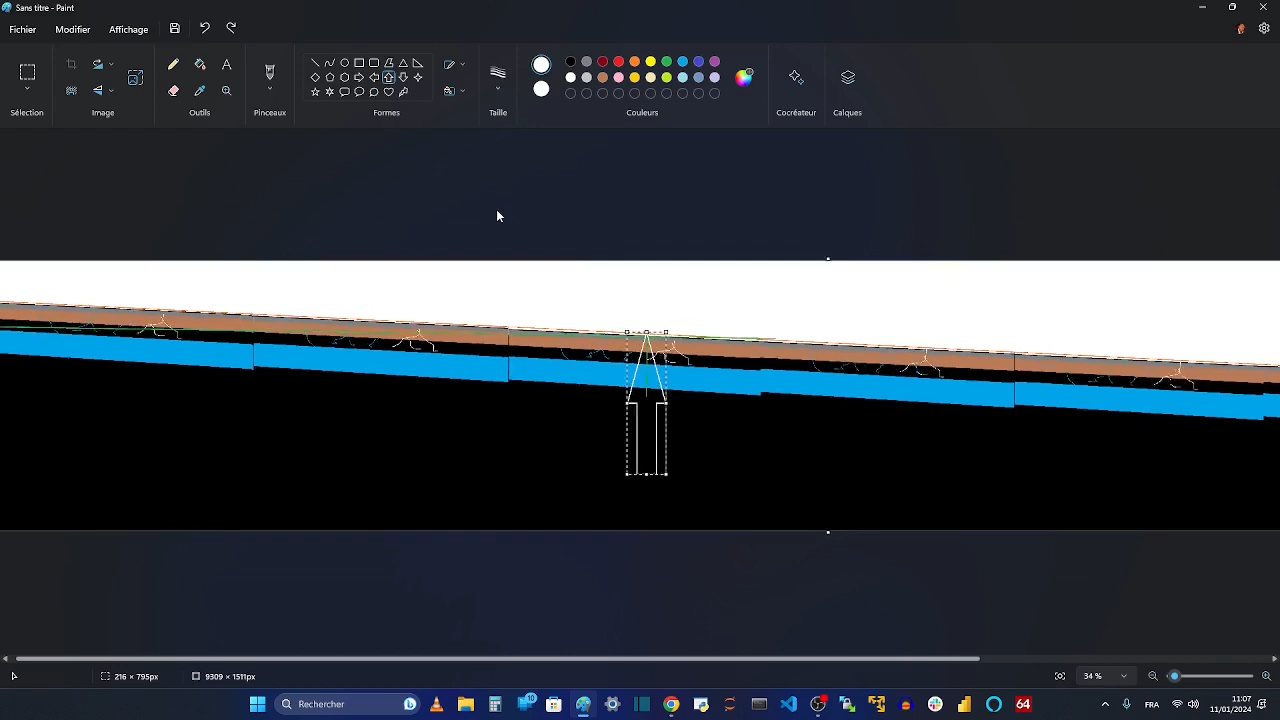 Sans titre - Paint
Fichier
Modifier
Affichage
A
Sélection
Image
Outils
Pinceaux
Formes
Taille
Couleurs
Cocréateur
Calques
216 × 795px
9309 × 1511px
34 %
Rechercher
10
64
FRA
11:07
11/01/2024